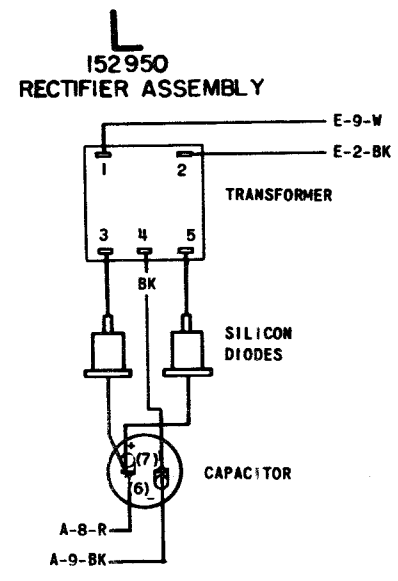 L
152950
RECTIFIER ASSEMBLY
E-9-W
E-2-BK
1 2
TRANSFORMER
3 4 5
BK
SILICON
DIODES
+
(7)
(6) -
CAPACITOR
A-8-R
A-9-BK